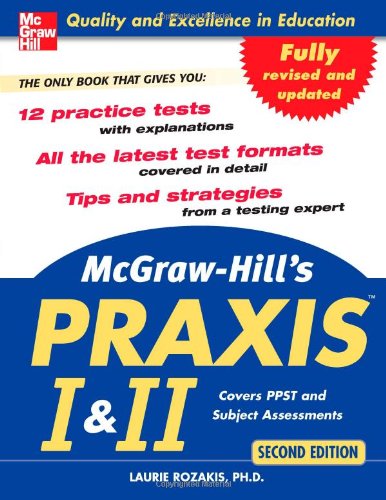 Mc
Graw
Hill
Quality and Excellence in Education
Fully
revised and
updated
THE ONLY BOOK THAT GIVES YOU:
12 practice tests
with explanations
All the latest test formats
covered in detail
Tips and strategies
from a testing expert
McGraw-Hill's
PRAXIS™
I & II
Covers PPST and
Subject Assessments
SECOND EDITION
LAURIE ROZAKIS, PH.D.